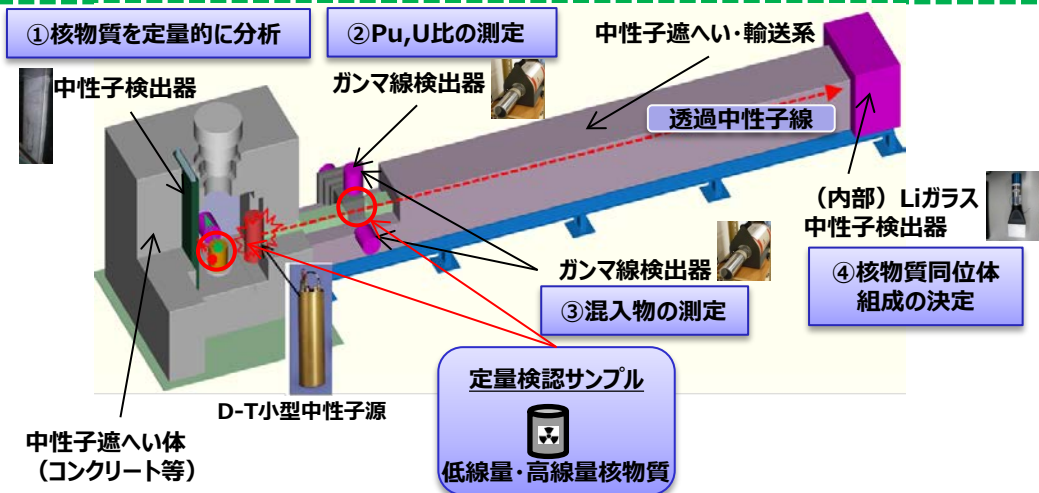 ①核物質を定量的に分析
②Pu,U比の測定
中性子遮へい・輸送系
中性子検出器
ガンマ線検出器
透過中性子線
（内部）Liガラス
中性子検出器
ガンマ線検出器
③混入物の測定
④核物質同位体
組成の決定
D-T小型中性子源
定量検認サンプル
低線量・高線量核物質
中性子遮へい体
（コンクリート等）